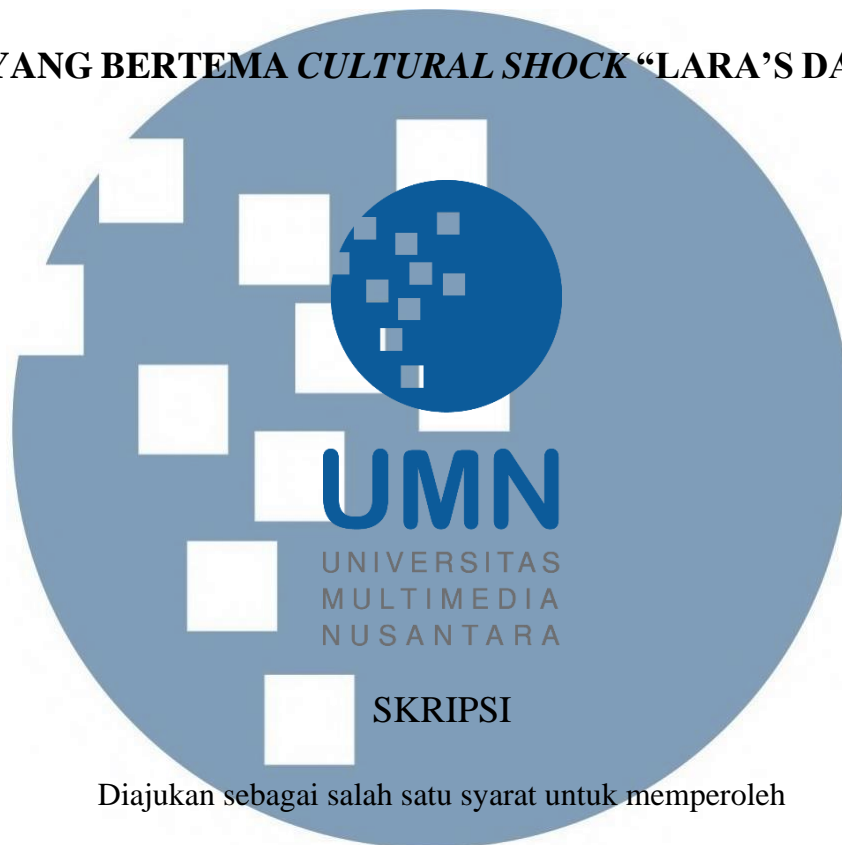 YANG BERTEMA CULTURAL SHOCK “LARA’S DA
UMN
UNIVERSITAS
MULTIMEDIA
NUSANTARA
SKRIPSI
Diajukan sebagai salah satu syarat untuk memperoleh